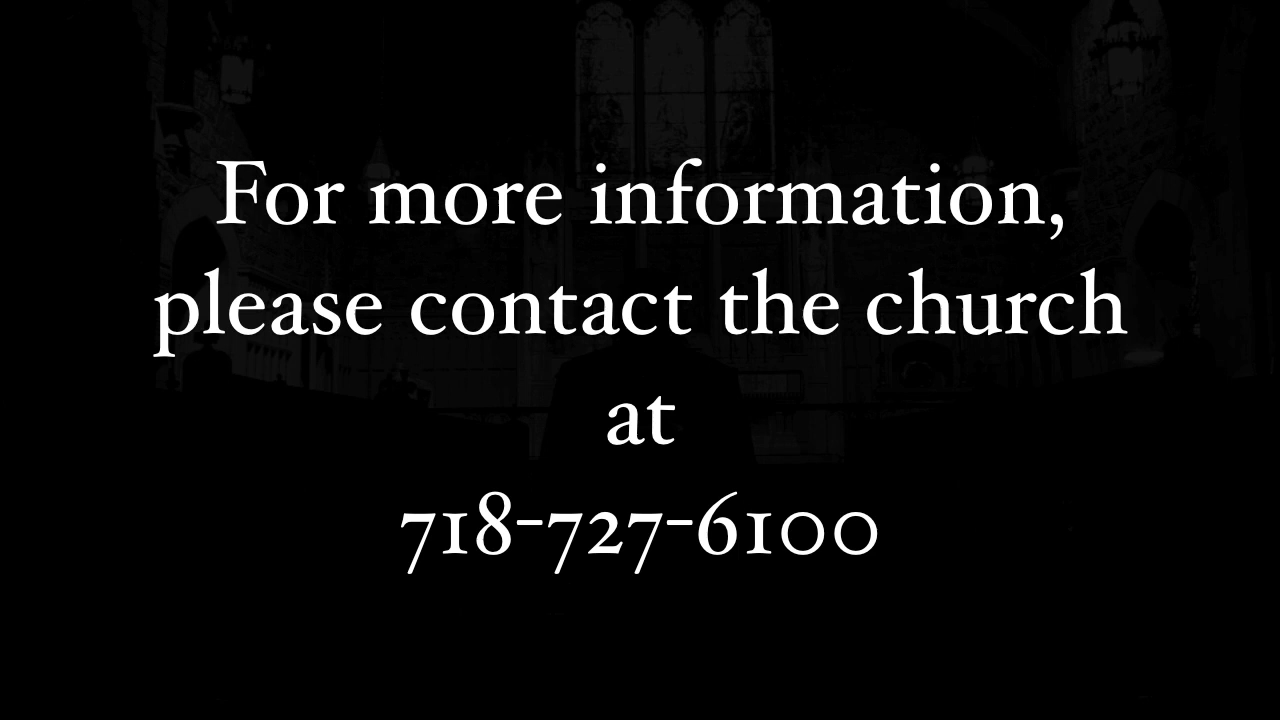 For more information,
please contact the church
at
718-727-6100